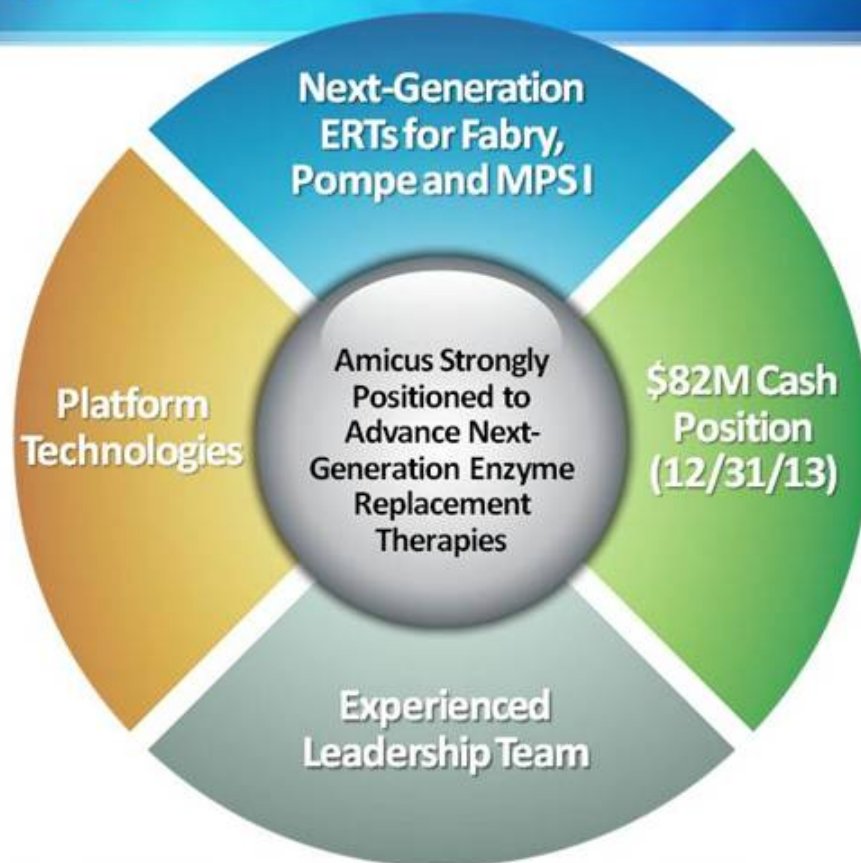 Next-Generation
ERTs for Fabry,
Pompe and MPS I
Platform
Technologies
Amicus Strongly
Positioned to
Advance Next-
Generation Enzyme
Replacement
Therapies
$82M Cash
Position
(12/31/13)
Experienced
Leadership Team